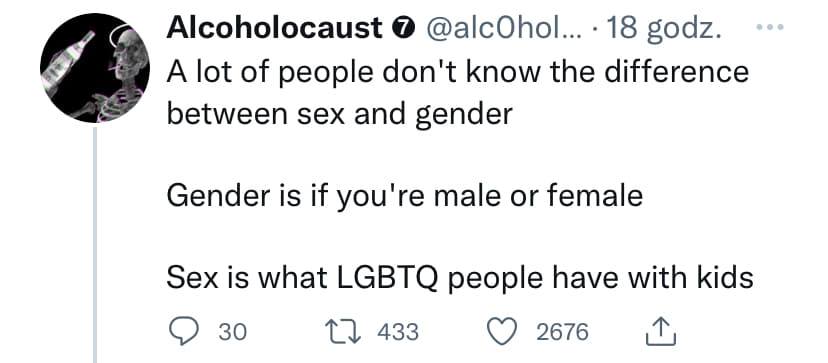 Alcoholocaust 7 @alc0hol... · 18 godz.
A lot of people don't know the difference
between sex and gender
Gender is if you're male or female
Sex is what LGBTQ people have with kids
30 433 2676